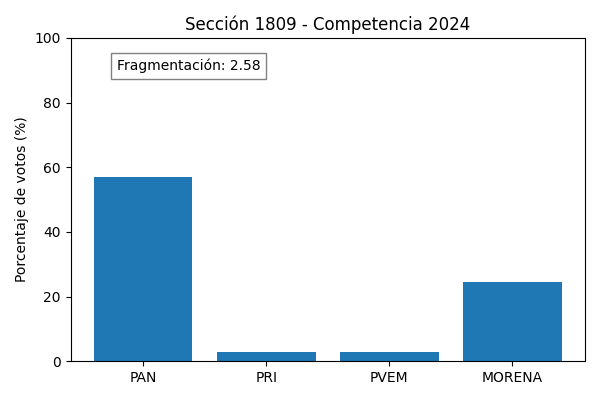 Sección 1809 - Competencia 2024
Fragmentación: 2.58
Porcentaje de votos (%)
100
80
60
40
20
0
PAN PRI PVEM MORENA